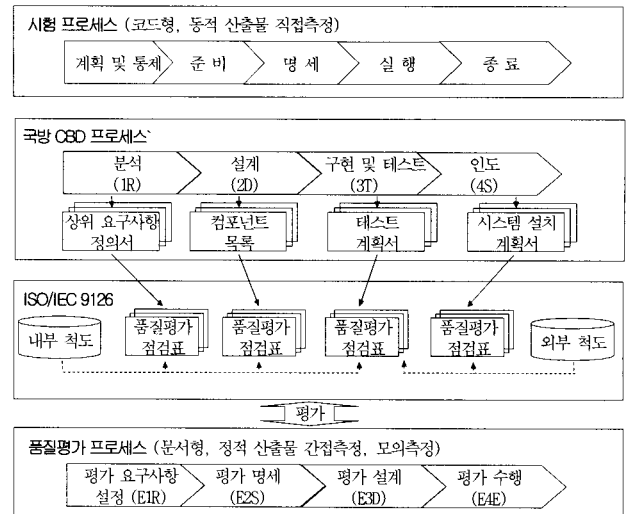 시험 프로세스 (코드형, 동적 산출물 직접측정)
계획 및 통제 준 비 명 세 실 행 종 료
국방 CBD 프로세스`
분석 설계 구현 및 테스트 인도
(1R) (2D) (3T) (4S)
상위 요구사항 컴포넌트 태스트 시스템 설치
정의서 목록 계획서 계획서
ISO/IEC 9126
내부 척도 품질평가 품질평가 품질평가 품질평가 외부 척도
점검표 점검표 점검표 점검표
평가
품질평가 프로세스 (문서형, 정적 산출물 간접측정, 모의측정)
평가 요구사항 평가 명세 평가 설계 평가 수행
설정 (E1R) (E2S) (E3D) (E4E)